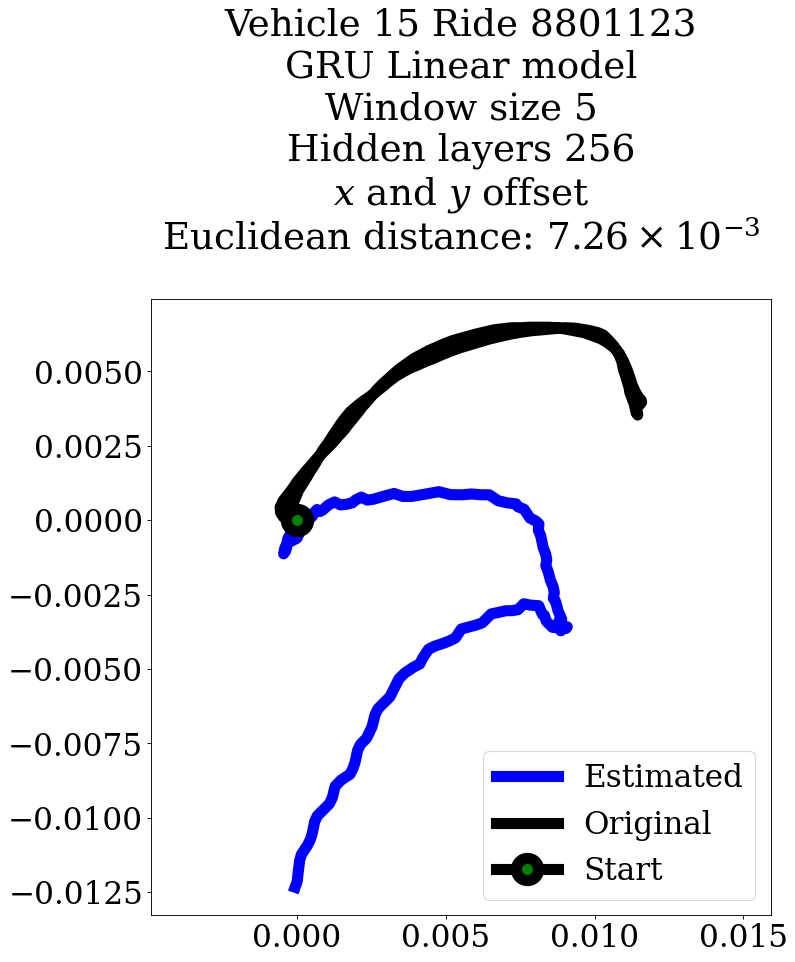 Vehicle 15 Ride 8801123
GRU Linear model
Window size 5
Hidden layers 256
x and y offset
Euclidean distance: 7.26 × 10⁻³
0.0050
0.0025
0.0000
−0.0025
−0.0050
−0.0075
−0.0100
−0.0125
Estimated
Original
Start
0.000 0.005 0.010 0.015